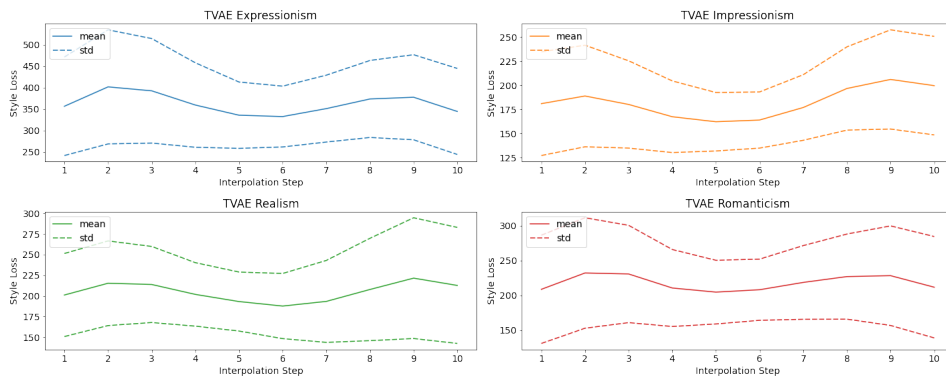 TVAE Expressionism
mean
std
Style Loss
500
450
400
350
300
250
1 2 3 4 5 6 7 8 9 10
Interpolation Step
TVAE Impressionism
mean
std
Style Loss
250
225
200
175
150
125
1 2 3 4 5 6 7 8 9 10
Interpolation Step
TVAE Realism
mean
std
Style Loss
300
275
250
225
200
175
150
1 2 3 4 5 6 7 8 9 10
Interpolation Step
TVAE Romanticism
mean
std
Style Loss
300
250
200
150
1 2 3 4 5 6 7 8 9 10
Interpolation Step